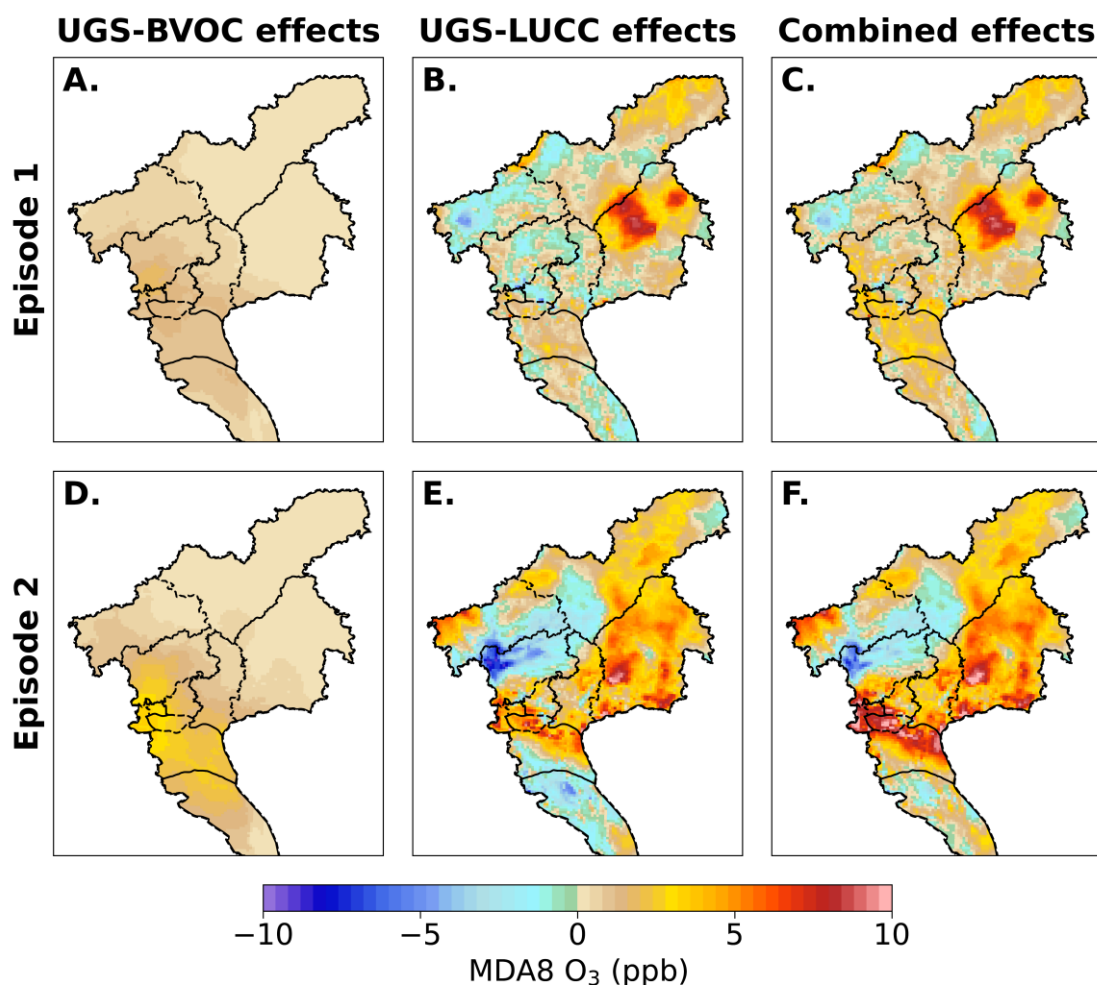 UGS-BVOC effects UGS-LUCC effects Combined effects
Episode 1
A. B. C.
Episode 2
D. E. F.
−10 −5 0 5 10
MDA8 O₃ (ppb)